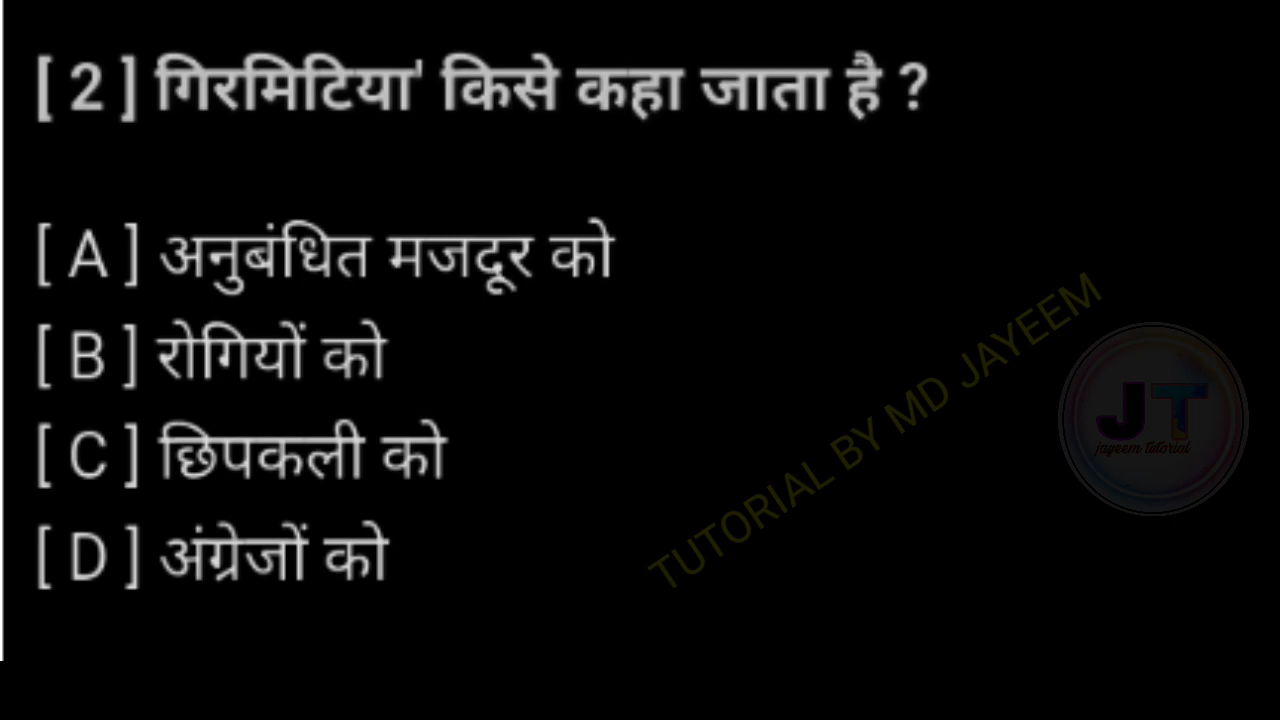 [ 2 ] गिरमिटिया' किसे कहा जाता है ?
[ A ] अनुबंधित मजदूर को
[ B ] रोगियों को
[ C ] छिपकली को
[ D ] अंग्रेजों को
TUTORIAL BY MD JAYEEM
JT
jayeem tutorial